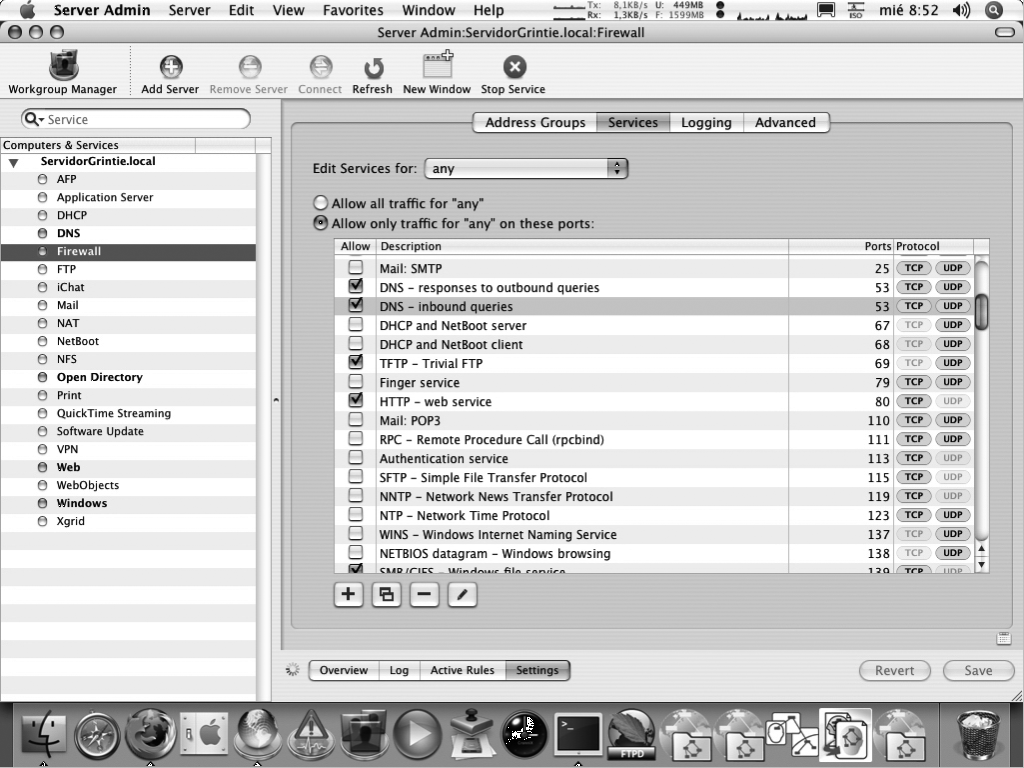 Server Admin Server Edit View Favorites Window Help Tx: 8,1KB/s U: 449MB mié 8:52
Rx: 1,3KB/s F: 1599MB ISO
Server Admin:ServidorGrintie.local:Firewall
Workgroup Manager Add Server Remove Server Connect Refresh New Window Stop Service
Service
Address Groups Services Logging Advanced
Computers & Services
ServidorGrintie.local
AFP
Application Server
DHCP
DNS
Firewall
FTP
iChat
Mail
NAT
NetBoot
NFS
Open Directory
Print
QuickTime Streaming
Software Update
VPN
Web
WebObjects
Windows
Xgrid
Edit Services for: any
Allow all traffic for "any"
Allow only traffic for "any" on these ports:
Allow Description Ports Protocol
Mail: SMTP 25 TCP UDP
DNS – responses to outbound queries 53 TCP UDP
DNS – inbound queries 53 TCP UDP
DHCP and NetBoot server 67 TCP UDP
DHCP and NetBoot client 68 TCP UDP
TFTP – Trivial FTP 69 TCP UDP
Finger service 79 TCP UDP
HTTP – web service 80 TCP UDP
Mail: POP3 110 TCP UDP
RPC – Remote Procedure Call (rpcbind) 111 TCP UDP
Authentication service 113 TCP UDP
SFTP – Simple File Transfer Protocol 115 TCP UDP
NNTP – Network News Transfer Protocol 119 TCP UDP
NTP – Network Time Protocol 123 TCP UDP
WINS – Windows Internet Naming Service 137 TCP UDP
NETBIOS datagram – Windows browsing 138 TCP UDP
SMB/CIFS – Windows file service 139 TCP UDP
Overview Log Active Rules Settings Revert Save
FTPD